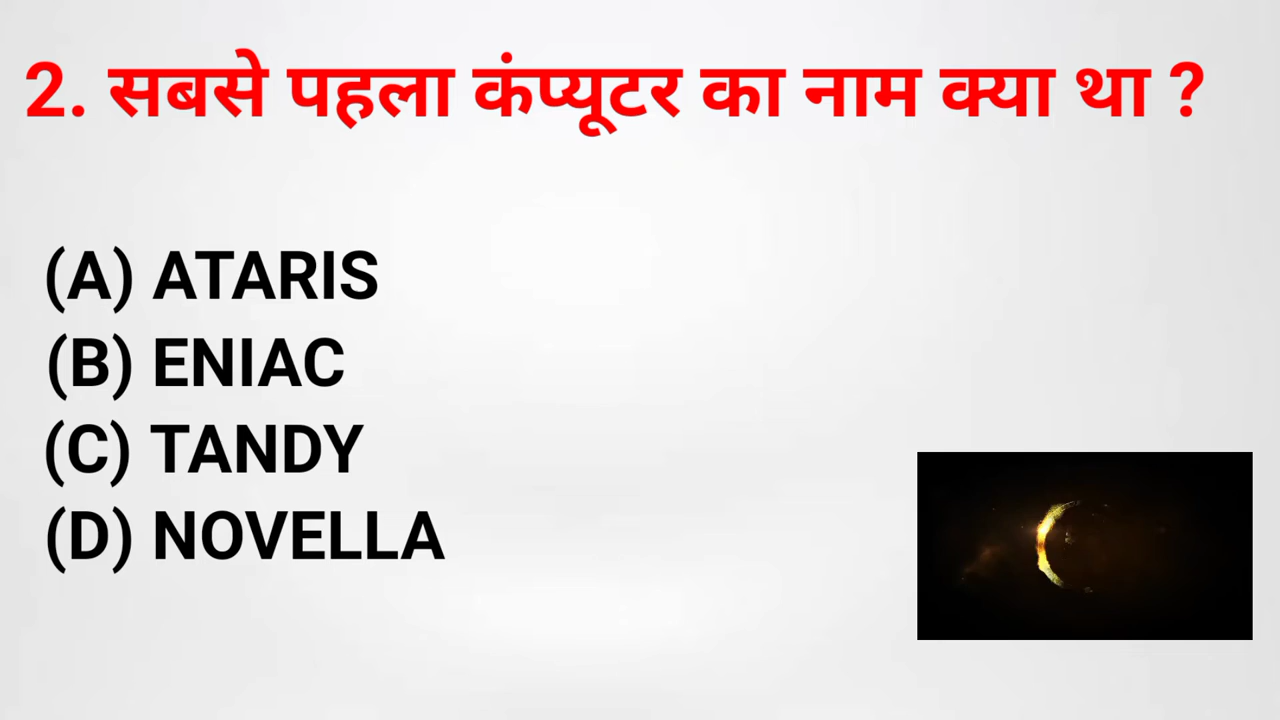 2. सबसे पहला कंप्यूटर का नाम क्या था ?
(A) ATARIS
(B) ENIAC
(C) TANDY
(D) NOVELLA